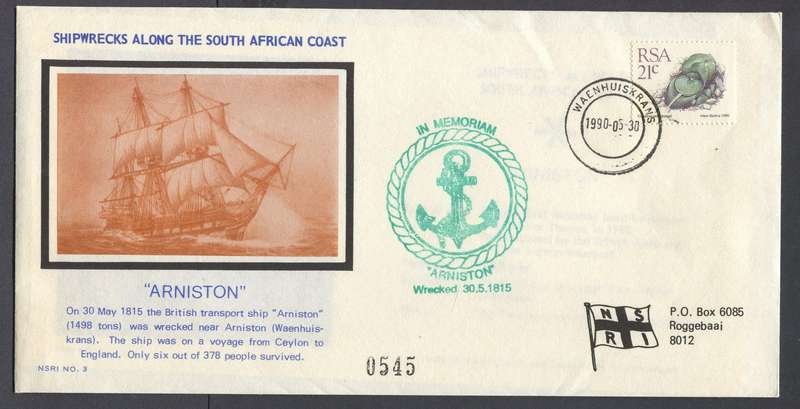 SHIPWRECKS ALONG THE SOUTH AFRICAN COAST
RSA
21c
WAENHUISKRANS
1990-05-30
IN MEMORIAM
"ARNISTON"
Wrecked 30.5.1815
"ARNISTON"
On 30 May 1815 the British transport ship "Arniston"
(1498 tons) was wrecked near Arniston (Waenhuis-
krans). The ship was on a voyage from Ceylon to
England. Only six out of 378 people survived.
NSRI NO. 3
0545
N S
R I
P.O. Box 6085
Roggebaai
8012